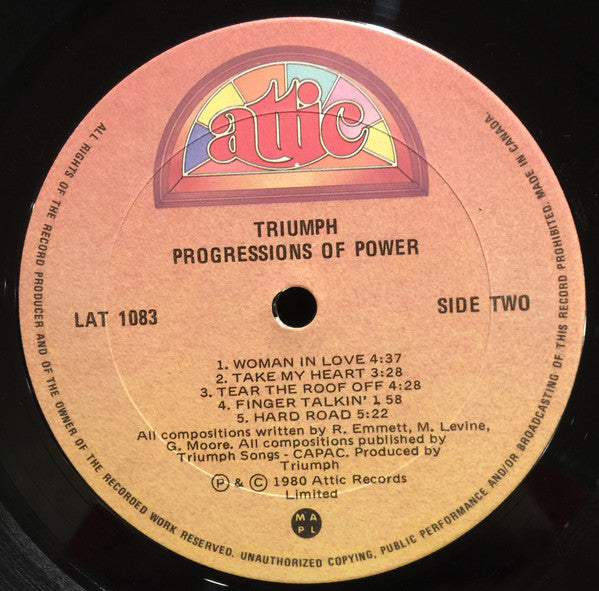 attic
TRIUMPH
PROGRESSIONS OF POWER
LAT 1083
SIDE TWO
1. WOMAN IN LOVE 4:37
2. TAKE MY HEART 3:28
3. TEAR THE ROOF OFF 4:28
4. FINGER TALKIN' 1 58
5. HARD ROAD 5:22
All compositions written by R. Emmett, M. Levine,
G. Moore. All compositions published by
Triumph Songs - CAPAC. Produced by
Triumph
Ⓟ & © 1980 Attic Records
Limited
M A
P L
ALL RIGHTS OF THE RECORD PRODUCER AND OF THE OWNER OF THE RECORDED WORK RESERVED. UNAUTHORIZED COPYING, PUBLIC PERFORMANCE AND/OR BROADCASTING OF THIS RECORD PROHIBITED. MADE IN CANADA.